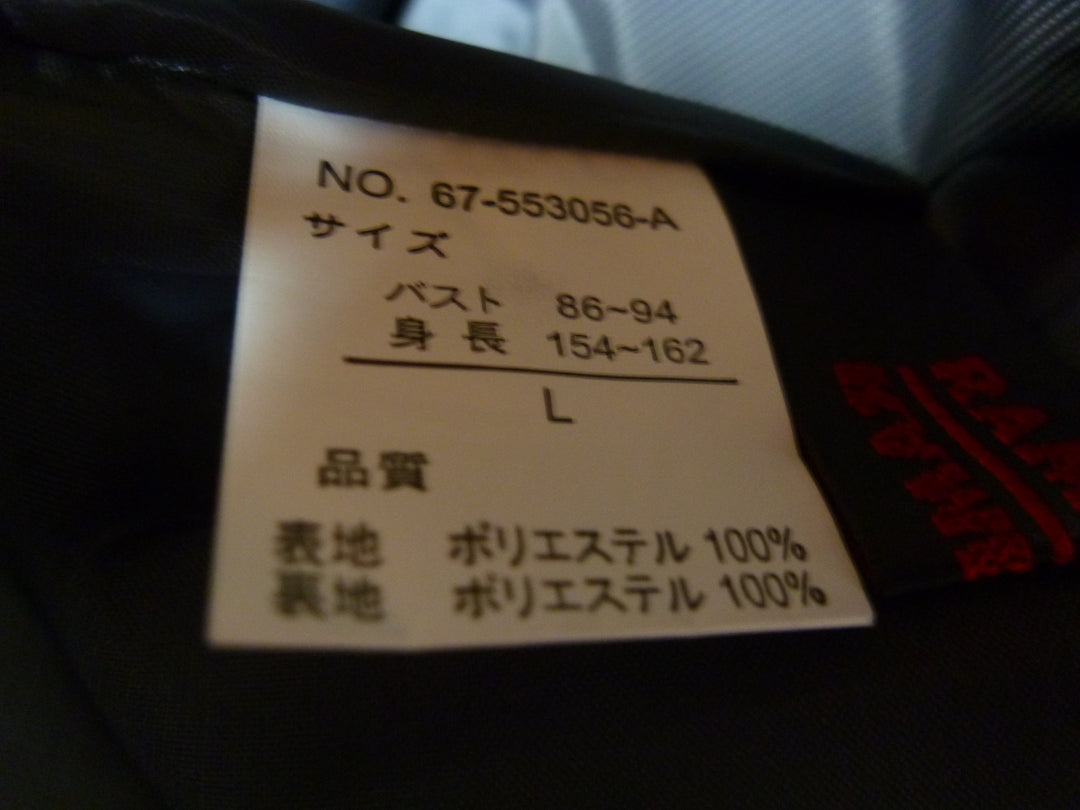 NO. 67-553056-A
サイズ
バスト 86~94
身長 154~162
L
品質
表地 ポリエステル 100%
裏地 ポリエステル 100%